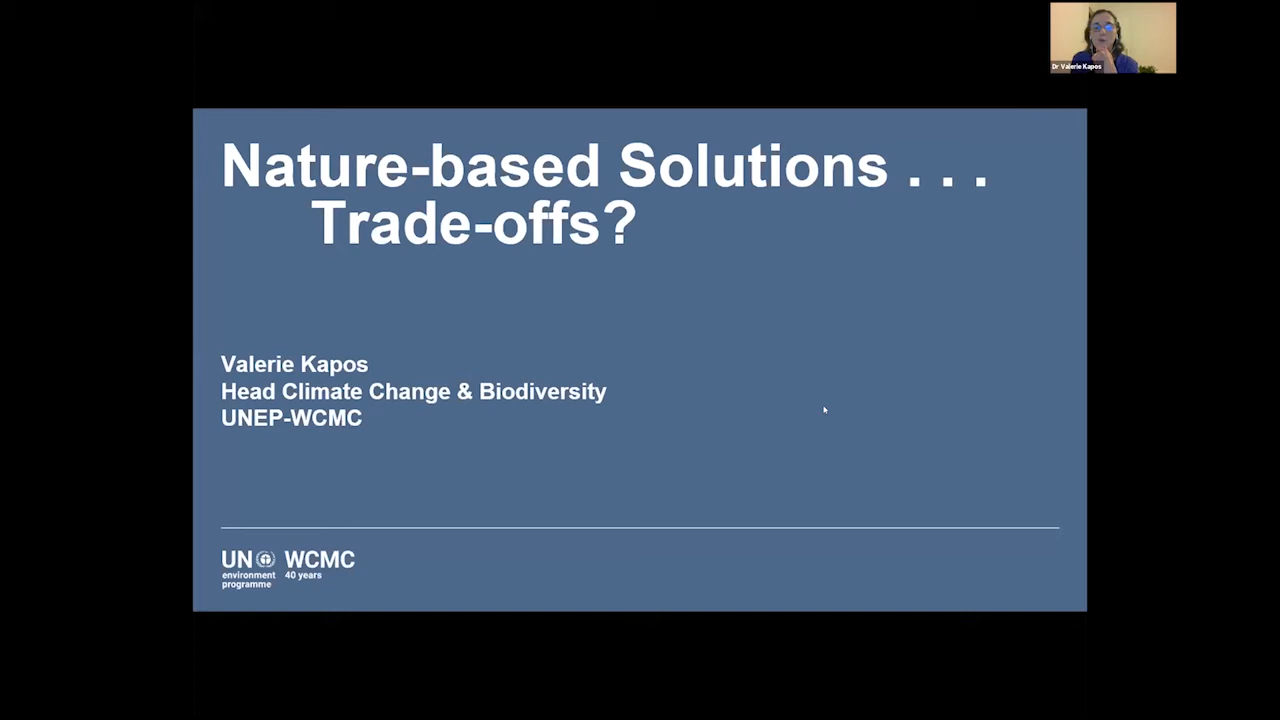 Dr Valerie Kapos
Nature-based Solutions . . .
Trade-offs?
Valerie Kapos
Head Climate Change & Biodiversity
UNEP-WCMC
UN WCMC
environment 40 years
programme